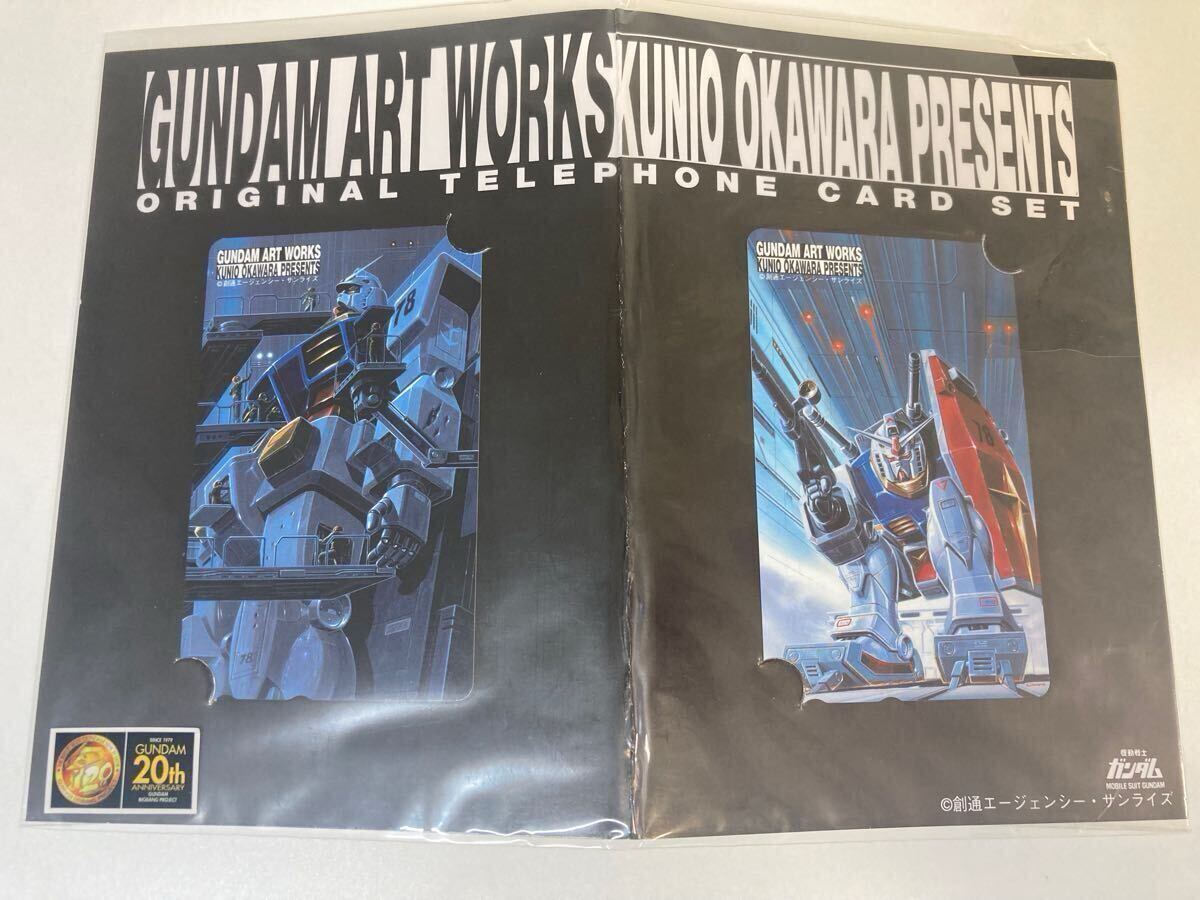 GUNDAM ART WORKS KUNIO ŌKAWARA PRESENTS
ORIGINAL TELEPHONE CARD SET
GUNDAM ART WORKS
KUNIO OKAWARA PRESENTS
©創通エージェンシー・サンライズ
78
78
GUNDAM ART WORKS
KUNIO OKAWARA PRESENTS
©創通エージェンシー・サンライズ
78
SINCE 1979
GUNDAM
20th
ANNIVERSARY
GUNDAM
BIGBANG PROJECT
機動戦士
ガンダム
MOBILE SUIT GUNDAM
©創通エージェンシー・サンライズ